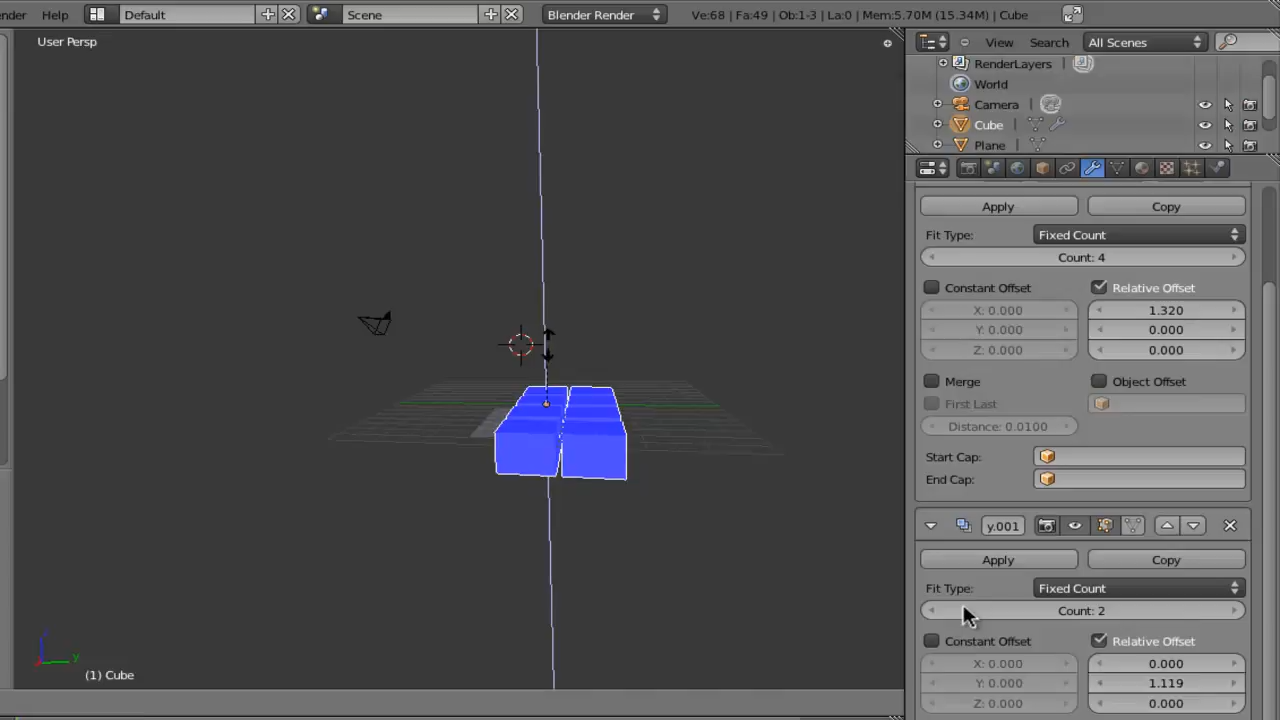 nder Help Default Scene Blender Render Ve:68 | Fa:49 | Ob:1-3 | La:0 | Mem:5.70M (15.34M) | Cube
User Persp
View Search All Scenes
RenderLayers
World
Camera
Cube
Plane
Apply Copy
Fit Type: Fixed Count
Count: 4
Constant Offset Relative Offset
X: 0.000 1.320
Y: 0.000 0.000
Z: 0.000 0.000
Merge Object Offset
First Last
Distance: 0.0100
Start Cap:
End Cap:
y.001
Apply Copy
Fit Type: Fixed Count
Count: 2
Constant Offset Relative Offset
X: 0.000 0.000
Y: 0.000 1.119
Z: 0.000 0.000
y
(1) Cube